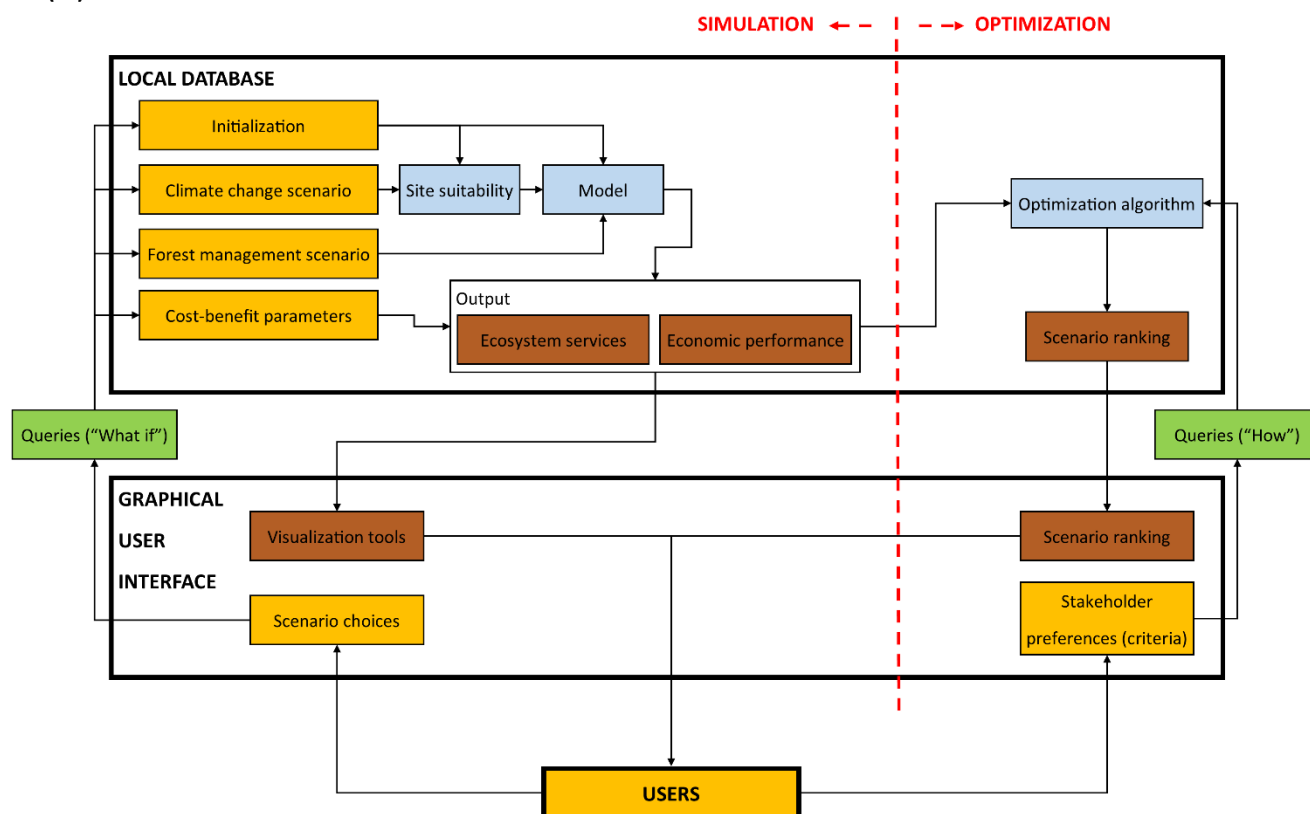 SIMULATION
OPTIMIZATION
LOCAL DATABASE
Initialization
Climate change scenario
Site suitability
Model
Optimization algorithm
Forest management scenario
Output
Cost-benefit parameters
Ecosystem services
Economic performance
Scenario ranking
Queries (“What if”)
Queries (“How”)
GRAPHICAL
USER
INTERFACE
Visualization tools
Scenario ranking
Scenario choices
Stakeholder
preferences (criteria)
USERS